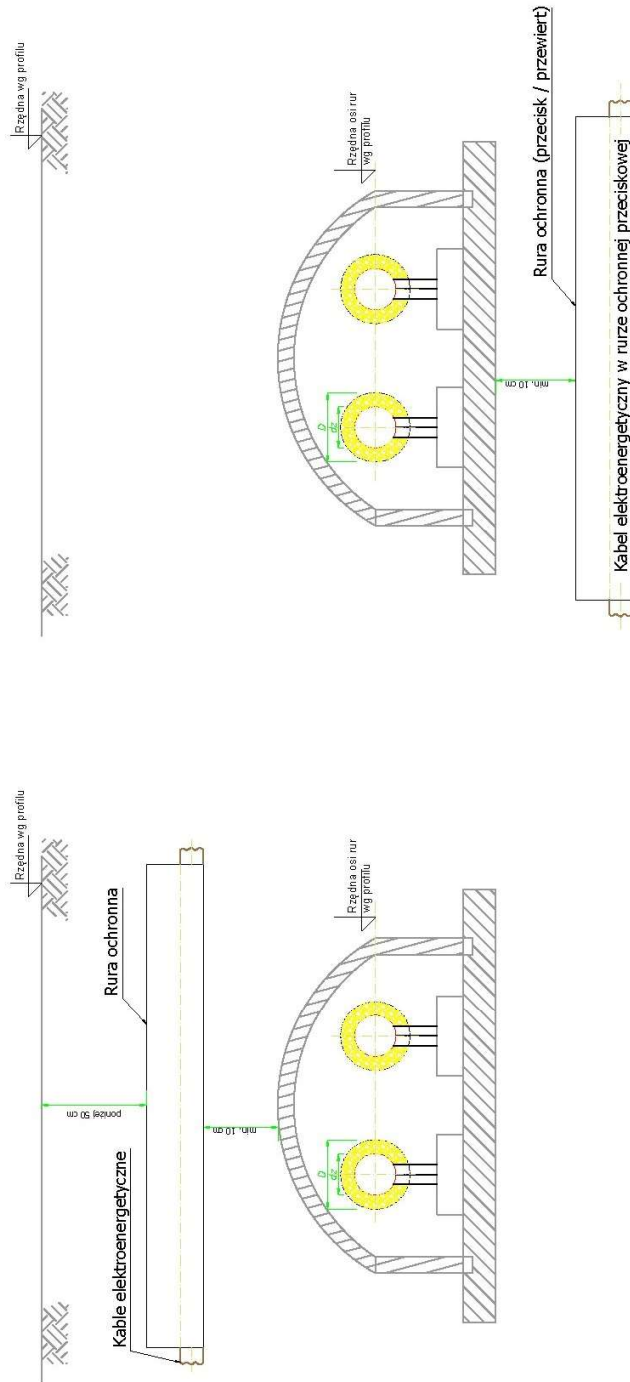 Rzędna wg profilu
Rura ochronna
poniżej 50 cm
Kable elektroenergetyczne
min. 10 cm
Rzędna osi rur
wg profilu
D
dz
Rzędna wg profilu
Rzędna osi rur
wg profilu
D
dz
min. 10 cm
Rura ochronna (przecisk / przewiert)
Kabel elektroenergetyczny w rurze ochronnej przeciskowej